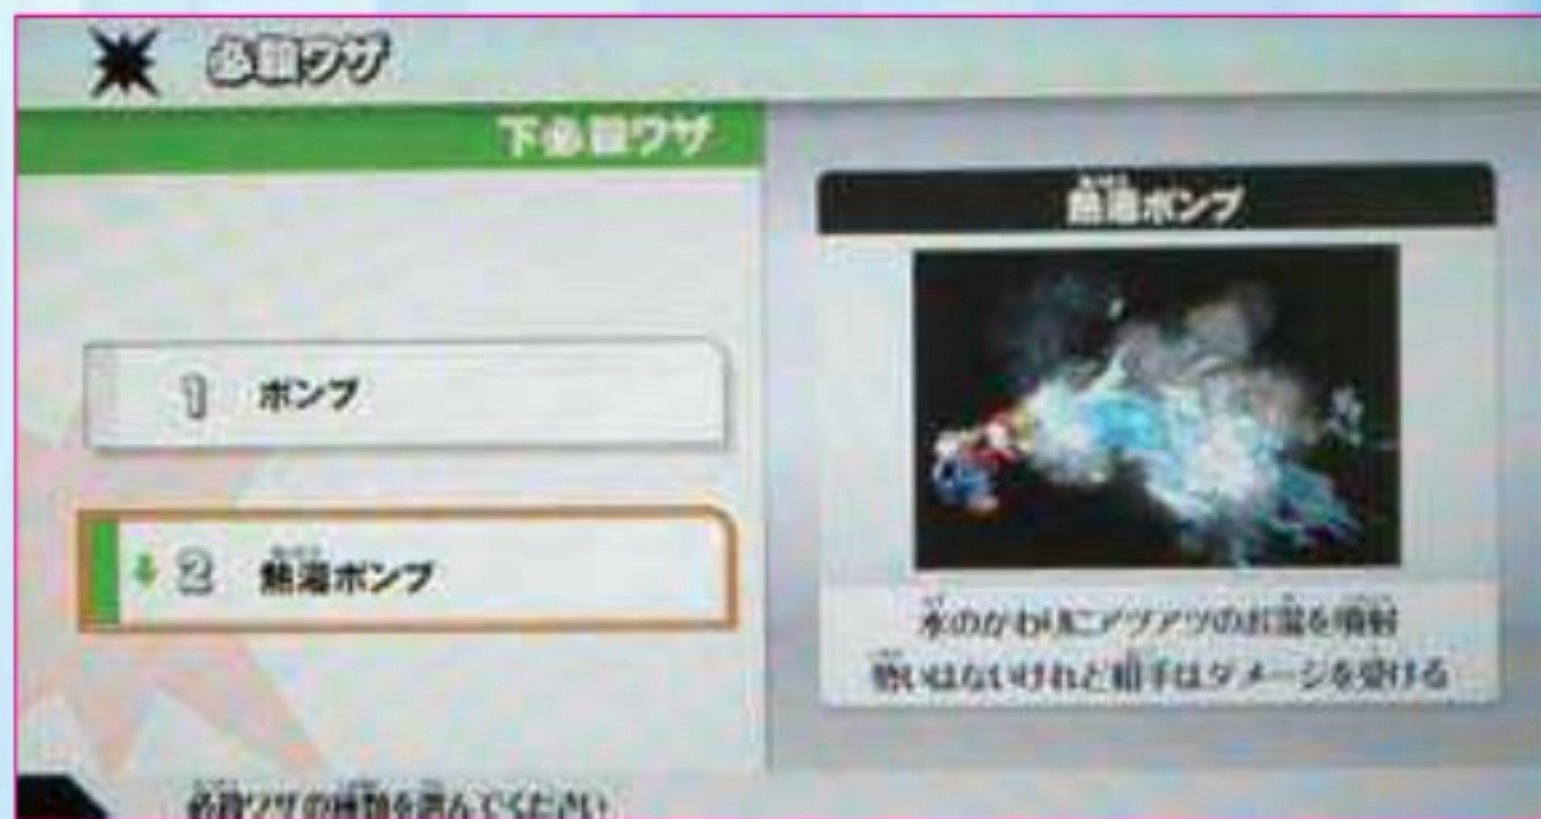 必殺ワザ
下必殺ワザ
熱湯ポンプ
1 ポンプ
2 熱湯ポンプ
水のかわりにアツアツのお湯を噴射
勢いはないけれど相手はダメージを受ける
必殺ワザの種類を選んでください